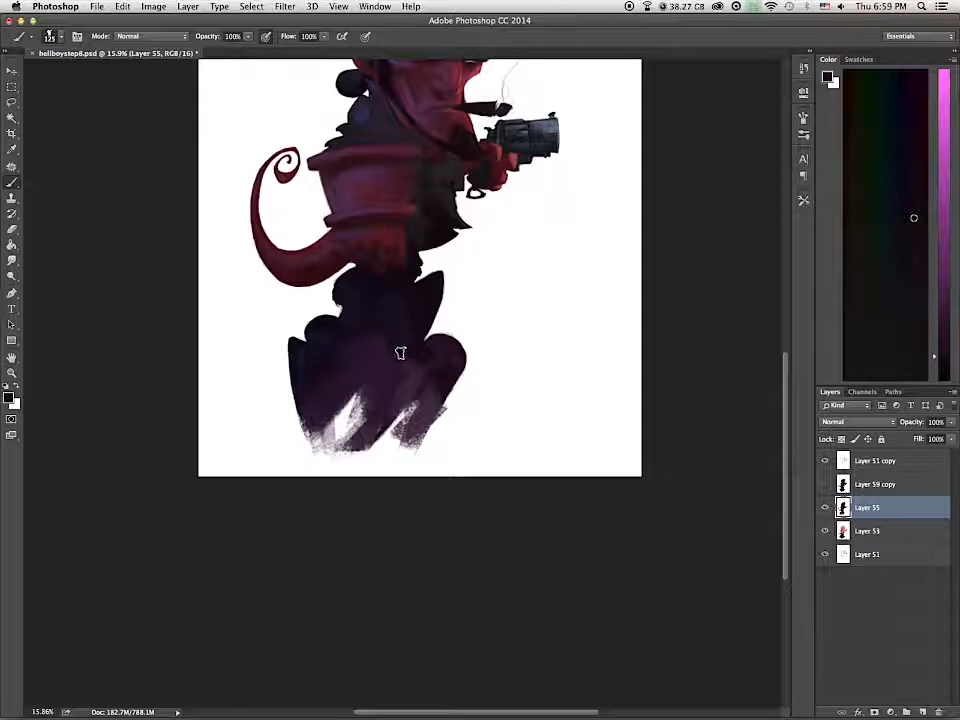 Photoshop File Edit Image Layer Type Select Filter 3D View Window Help 38.27 GB Thu 6:59 PM
Adobe Photoshop CC 2014
125 Mode: Normal Opacity: 100% Flow: 100% Essentials
hellboystep8.psd @ 15.9% (Layer 55, RGB/16) *
Color Swatches
Layers Channels Paths
Kind
Normal Opacity: 100%
Lock: Fill: 100%
Layer 51 copy
Layer 59 copy
Layer 55
Layer 53
Layer 51
15.86% Doc: 182.7M/788.1M